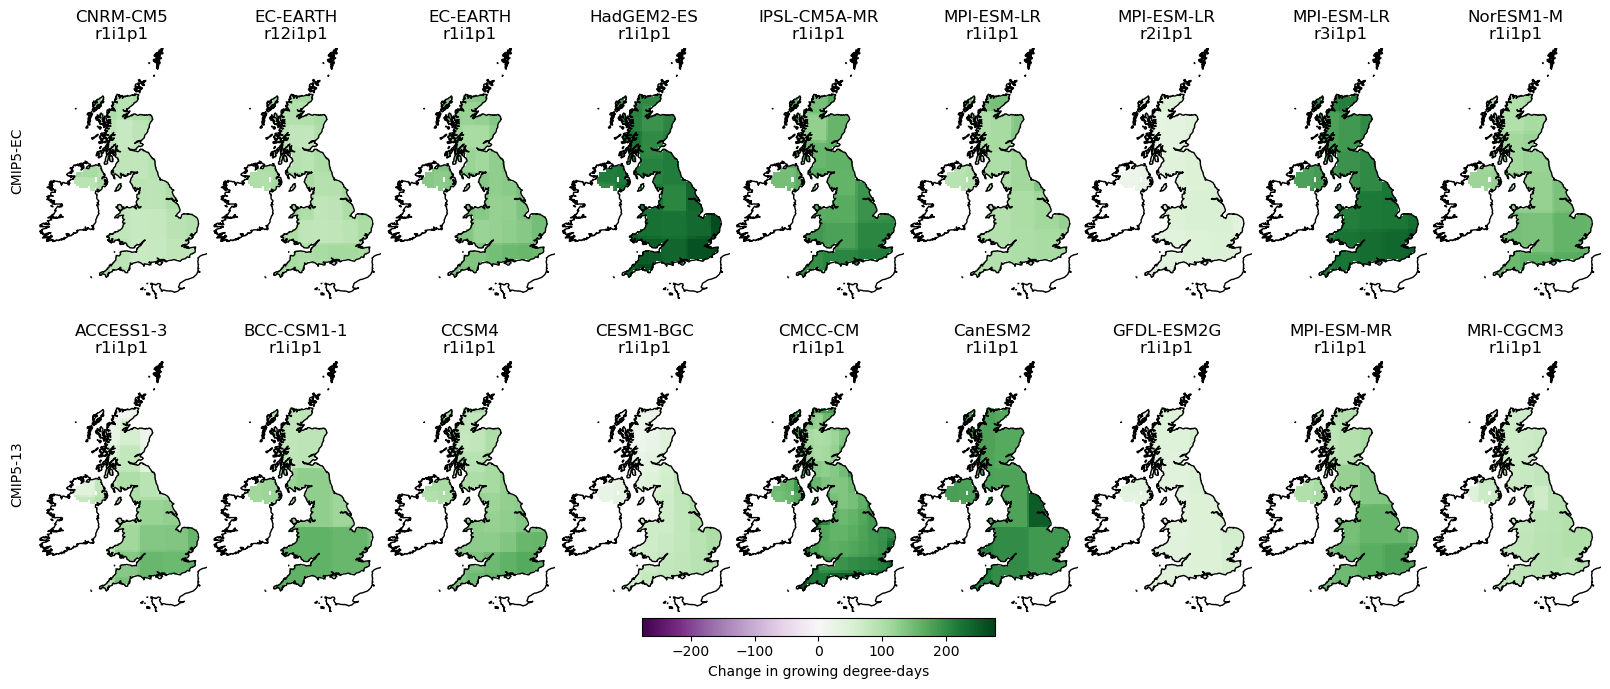 CNRM-CM5
r1i1p1
EC-EARTH
r12i1p1
EC-EARTH
r1i1p1
HadGEM2-ES
r1i1p1
IPSL-CM5A-MR
r1i1p1
MPI-ESM-LR
r1i1p1
MPI-ESM-LR
r2i1p1
MPI-ESM-LR
r3i1p1
NorESM1-M
r1i1p1
CMIP5-EC
ACCESS1-3
r1i1p1
BCC-CSM1-1
r1i1p1
CCSM4
r1i1p1
CESM1-BGC
r1i1p1
CMCC-CM
r1i1p1
CanESM2
r1i1p1
GFDL-ESM2G
r1i1p1
MPI-ESM-MR
r1i1p1
MRI-CGCM3
r1i1p1
CMIP5-13
−200 −100 0 100 200
Change in growing degree-days